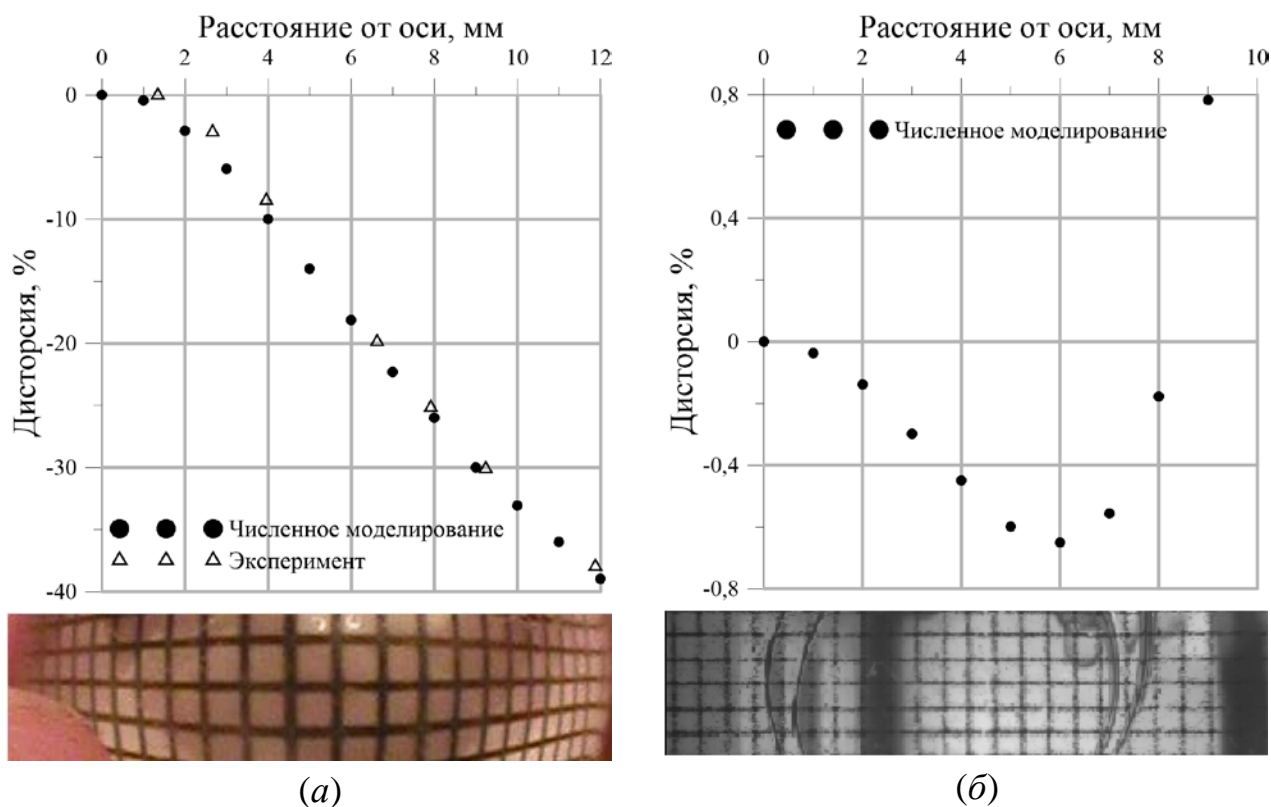 Расстояние от оси, мм
0 2 4 6 8 10 12
0
-10
-20
-30
-40
Дисторсия, %
Численное моделирование
Эксперимент
(а)
Расстояние от оси, мм
0 2 4 6 8 10
0,8
0,4
0
-0,4
-0,8
Дисторсия, %
Численное моделирование
(б)